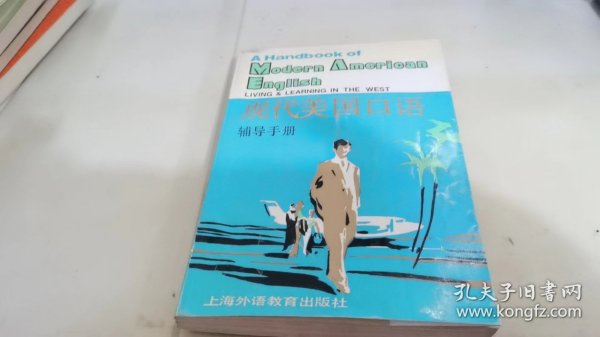 A Handbook of
Modern American
English
LIVING & LEARNING IN THE WEST
现代美国口语
辅导手册
上海外语教育出版社
孔夫子旧书网
www.kongfz.com